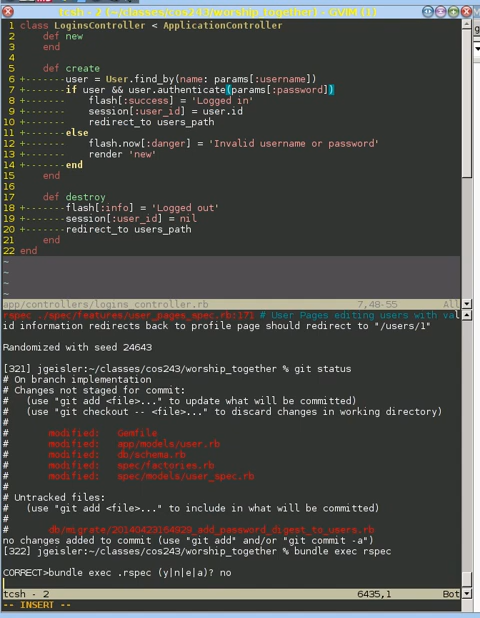 tcsh - 2 (~/classes/cos243/worship_together) - GVIM (1)
1 class LoginsController < ApplicationController
2     def new
3     end
4
5     def create
6 +-------user = User.find_by(name: params[:username])
7 +-------if user && user.authenticate(params[:password])
8 +-------    flash[:success] = 'Logged in'
9 +-------    session[:user_id] = user.id
10 +-------    redirect_to users_path
11 +-------else
12 +-------    flash.now[:danger] = 'Invalid username or password'
13 +-------    render 'new'
14 +-------end
15     end
16
17     def destroy
18 +-------flash[:info] = 'Logged out'
19 +-------session[:user_id] = nil
20 +-------redirect_to users_path
21     end
22 end
~
~
~
~
app/controllers/logins_controller.rb 7,48-55 All
rspec ./spec/features/user_pages_spec.rb:171 # User Pages editing users with val
id information redirects back to profile page should redirect to "/users/1"
Randomized with seed 24643
[321] jgeisler:~/classes/cos243/worship_together % git status
# On branch implementation
# Changes not staged for commit:
#   (use "git add <file>..." to update what will be committed)
#   (use "git checkout -- <file>..." to discard changes in working directory)
#
#       modified:   Gemfile
#       modified:   app/models/user.rb
#       modified:   db/schema.rb
#       modified:   spec/factories.rb
#       modified:   spec/models/user_spec.rb
#
# Untracked files:
#   (use "git add <file>..." to include in what will be committed)
#
#       db/migrate/20140423164929_add_password_digest_to_users.rb
no changes added to commit (use "git add" and/or "git commit -a")
[322] jgeisler:~/classes/cos243/worship_together % bundle exec rspec
CORRECT>bundle exec .rspec (y|n|e|a)? no
tcsh - 2 6435,1 Bot
-- INSERT --